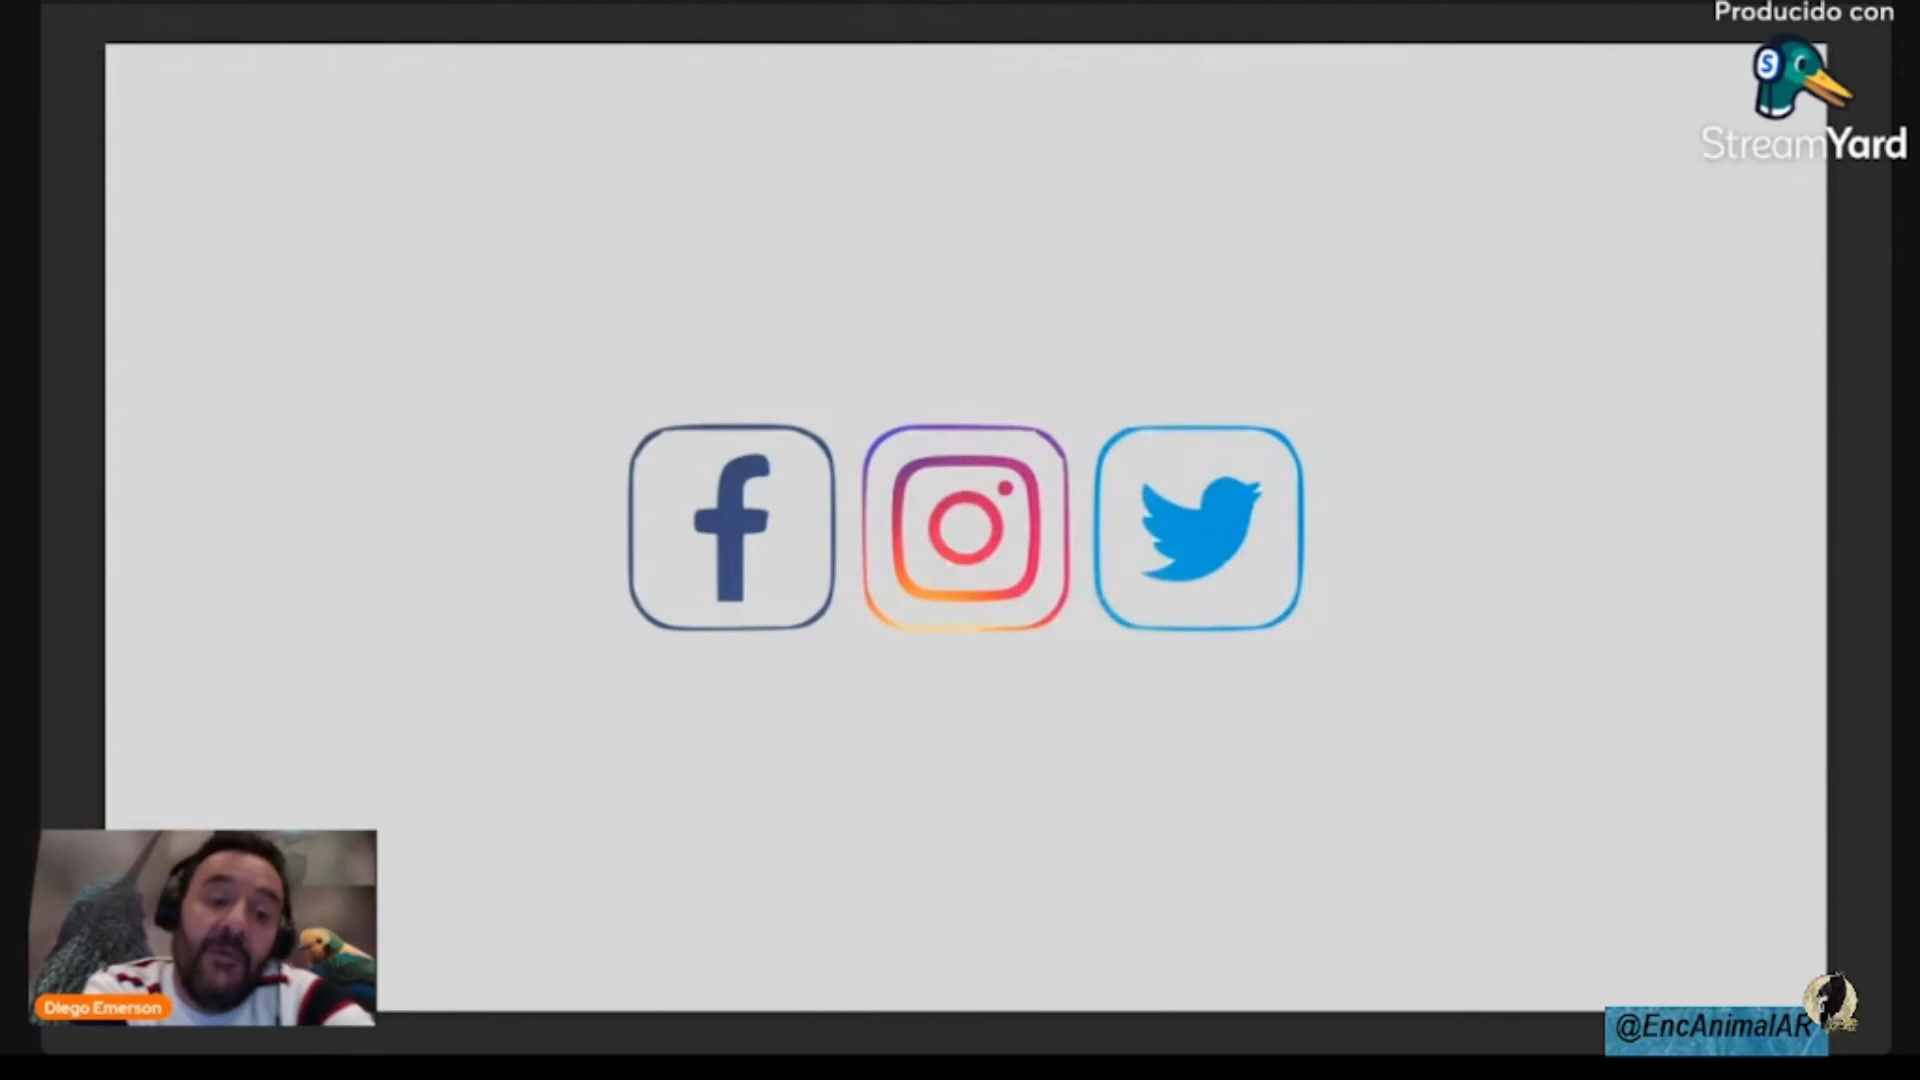 Producido con
S
StreamYard
Diego Emerson
@EncAnimalAR